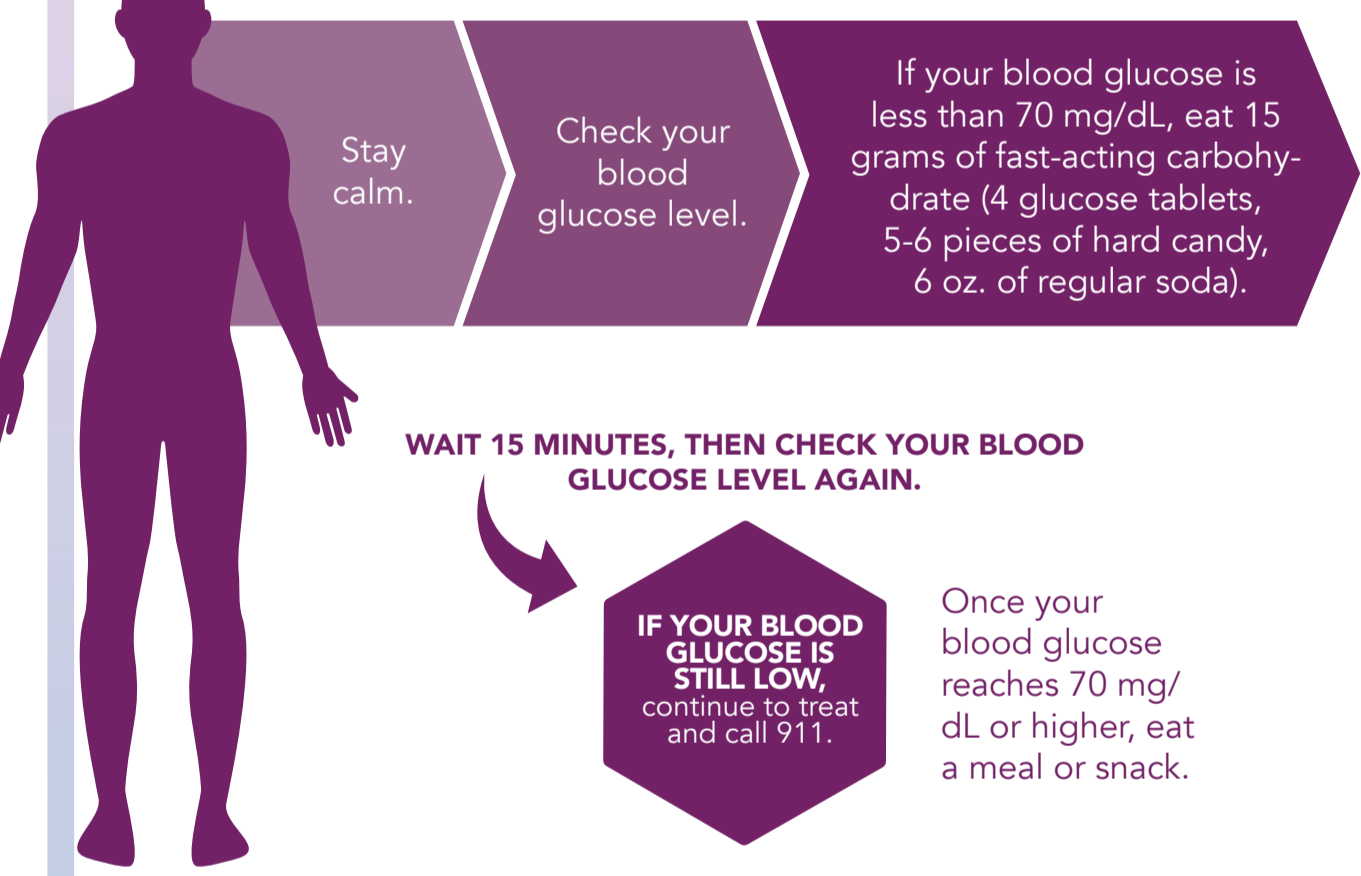 Stay
calm.
Check your
blood
glucose level.
If your blood glucose is
less than 70 mg/dL, eat 15
grams of fast-acting carbohy-
drate (4 glucose tablets,
5-6 pieces of hard candy,
6 oz. of regular soda).
WAIT 15 MINUTES, THEN CHECK YOUR BLOOD
GLUCOSE LEVEL AGAIN.
IF YOUR BLOOD
GLUCOSE IS
STILL LOW,
continue to treat
and call 911.
Once your
blood glucose
reaches 70 mg/
dL or higher, eat
a meal or snack.